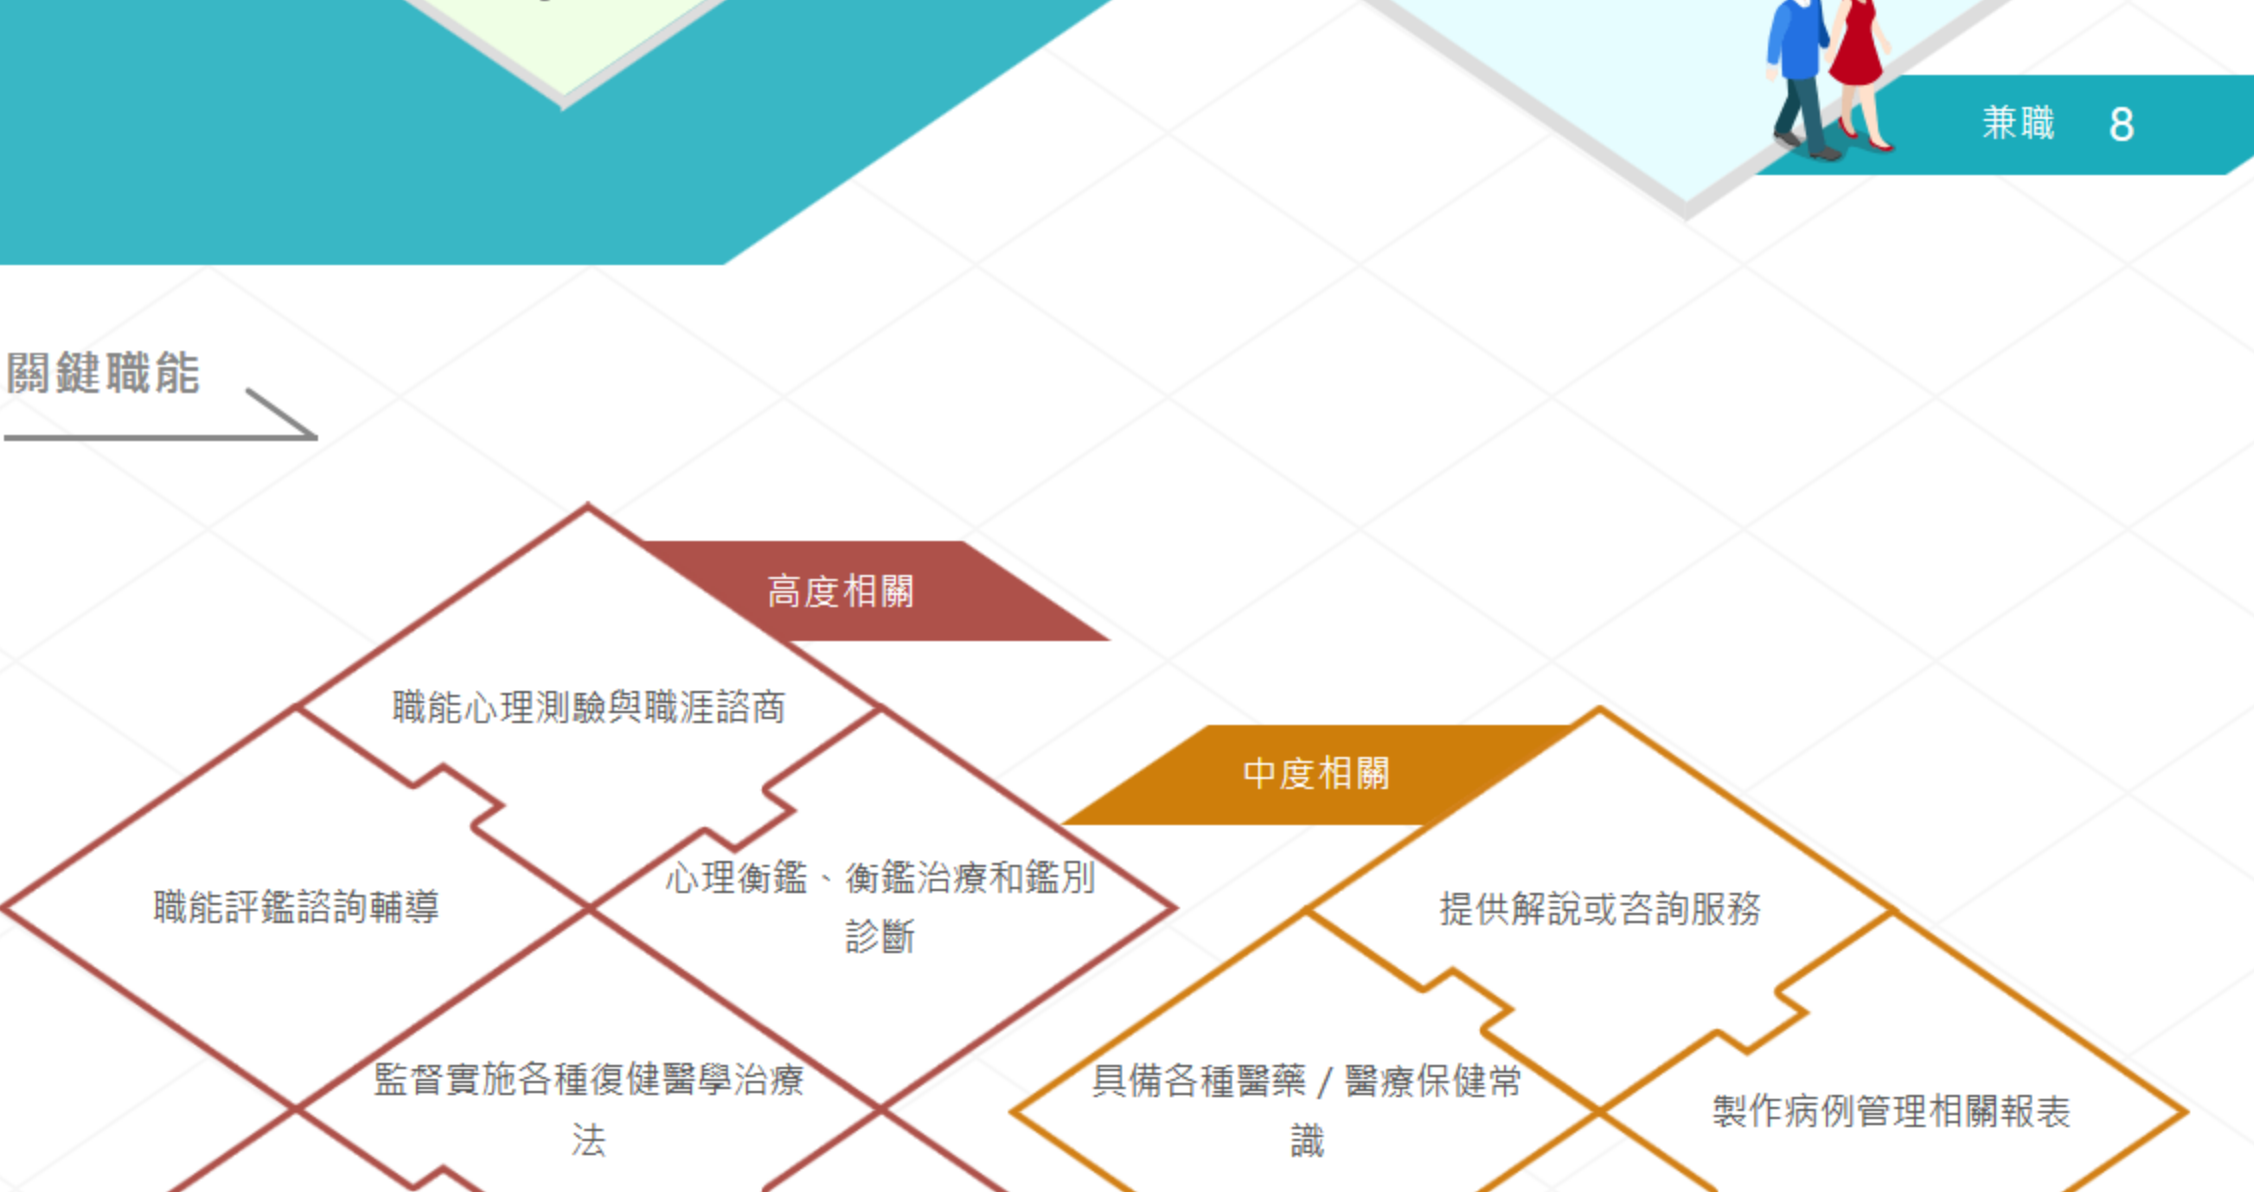 兼職 8
關鍵職能
高度相關
職能心理測驗與職涯諮商
中度相關
職能評鑑諮詢輔導
心理衡鑑、衡鑑治療和鑑別
診斷
提供解說或咨詢服務
監督實施各種復健醫學治療
法
具備各種醫藥 / 醫療保健常
識
製作病例管理相關報表